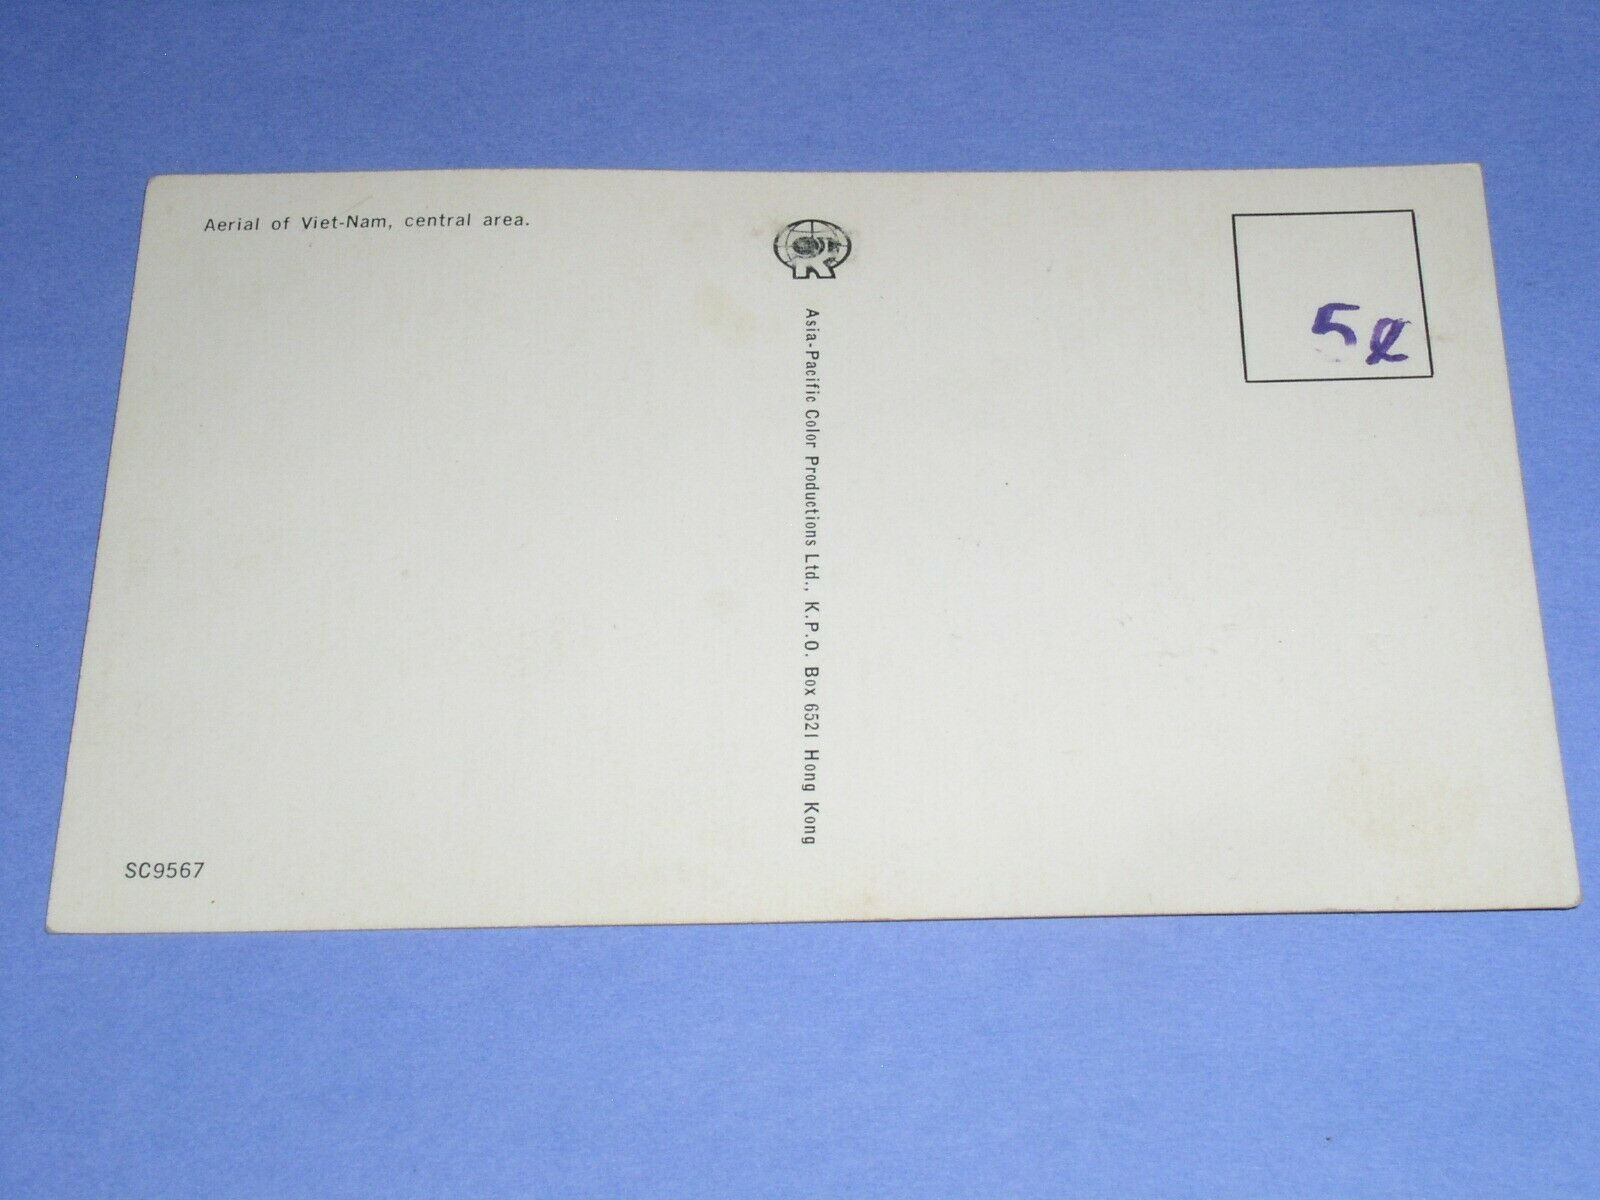 Aerial of Viet-Nam, central area.
Asia-Pacific Color Productions Ltd., K.P.O. Box 6521 Hong Kong
5¢
SC9567